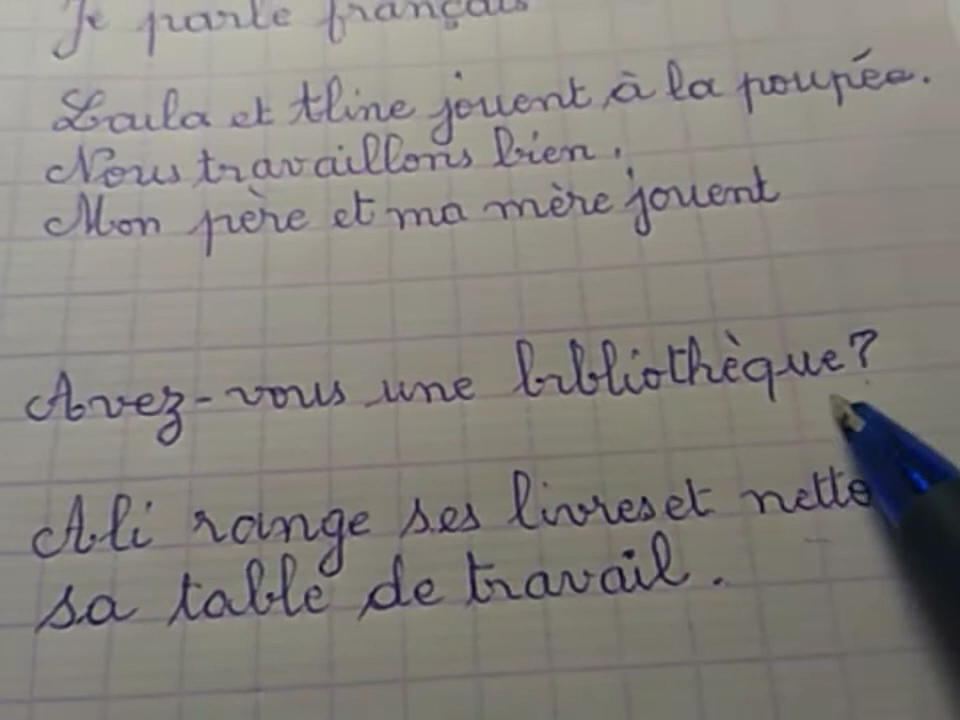 Je parle français
Laula et Aline jouent à la poupée.
Nous travaillons bien.
Mon père et ma mère jouent
Avez-vous une bibliothèque?
Ali range ses livres et nette
sa table de travail.